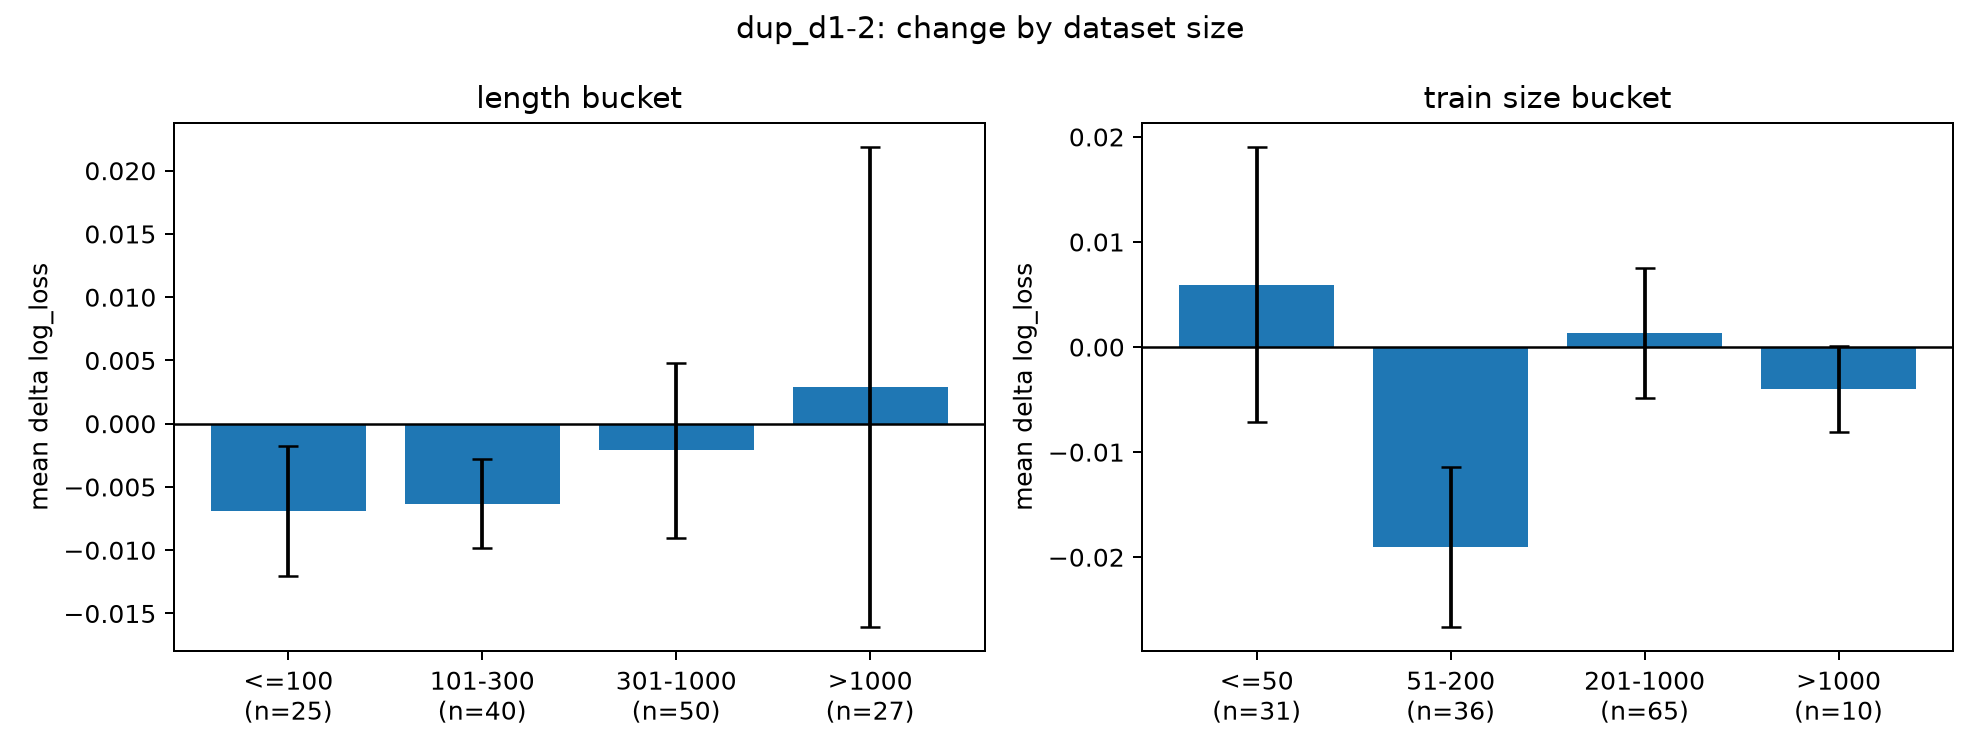 dup_d1-2: change by dataset size
length bucket
mean delta log_loss
0.020
0.015
0.010
0.005
0.000
−0.005
−0.010
−0.015
<=100 101-300 301-1000 >1000
(n=25) (n=40) (n=50) (n=27)
train size bucket
mean delta log_loss
0.02
0.01
0.00
−0.01
−0.02
<=50 51-200 201-1000 >1000
(n=31) (n=36) (n=65) (n=10)